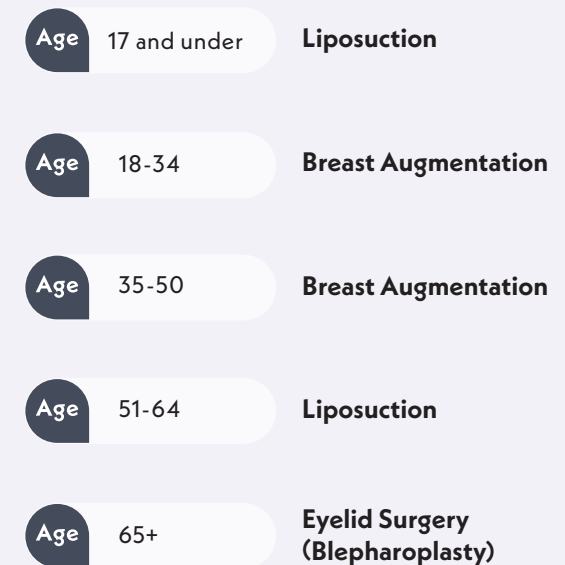 Age 17 and under Liposuction
Age 18-34 Breast Augmentation
Age 35-50 Breast Augmentation
Age 51-64 Liposuction
Age 65+ Eyelid Surgery
(Blepharoplasty)